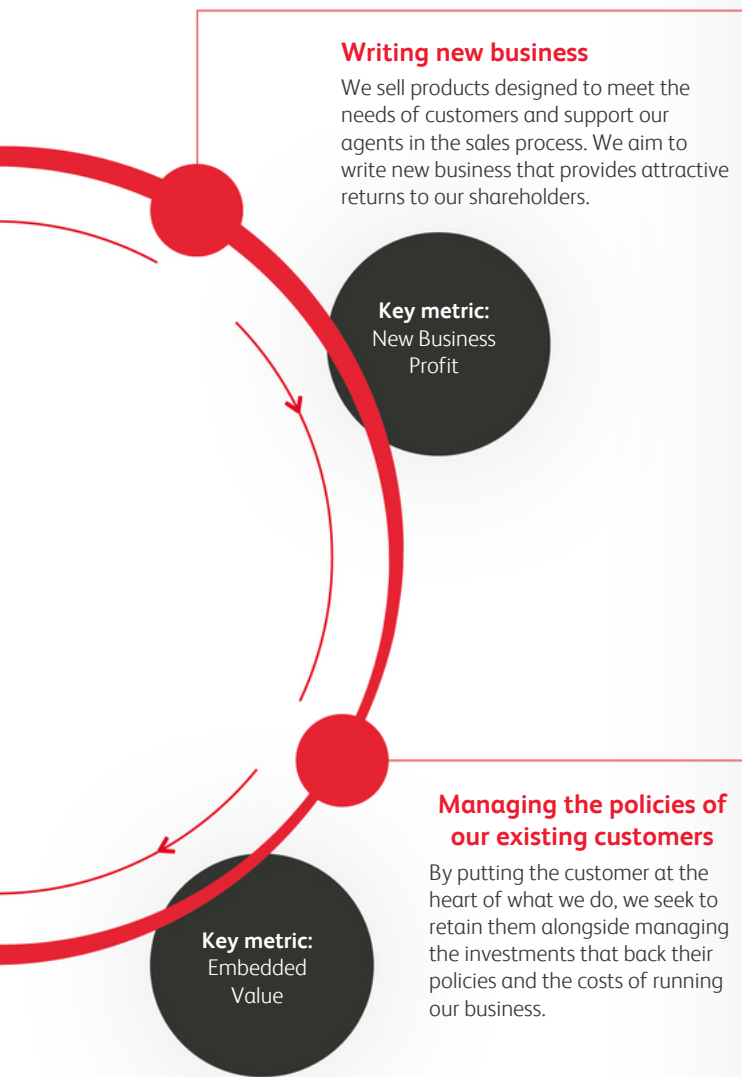 Writing new business
We sell products designed to meet the
needs of customers and support our
agents in the sales process. We aim to
write new business that provides attractive
returns to our shareholders.
Key metric:
New Business
Profit
Managing the policies of
our existing customers
By putting the customer at the
heart of what we do, we seek to
retain them alongside managing
the investments that back their
policies and the costs of running
our business.
Key metric:
Embedded
Value